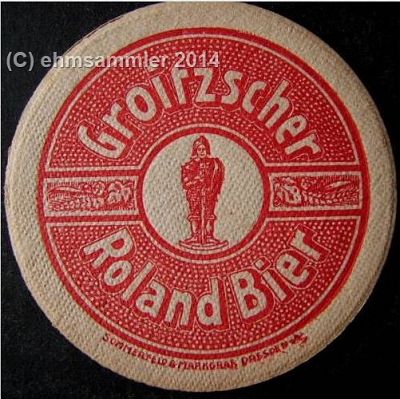 (C) ehmsammler 2014
Groitzscher
Roland Bier
SOMMERFELD & MARKGRAF DRESDEN